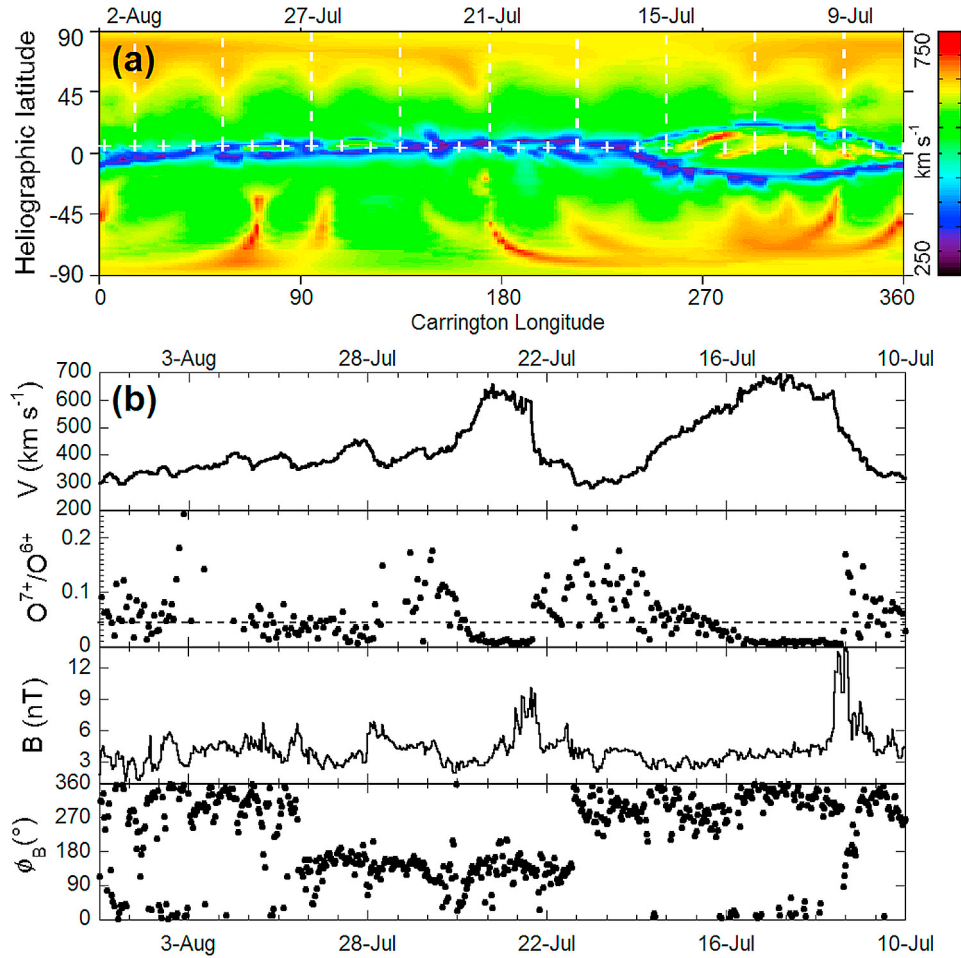 2-Aug 27-Jul 21-Jul 15-Jul 9-Jul
(a)
Heliographic latitude
90
45
0
-45
-90
0 90 180 270 360
Carrington Longitude
750
km s⁻¹
250
3-Aug 28-Jul 22-Jul 16-Jul 10-Jul
(b)
V (km s⁻¹)
700
600
500
400
300
200
O⁷⁺/O⁶⁺
0.2
0.1
0
B (nT)
12
9
6
3
ϕ_B(°)
360
270
180
90
0
3-Aug 28-Jul 22-Jul 16-Jul 10-Jul